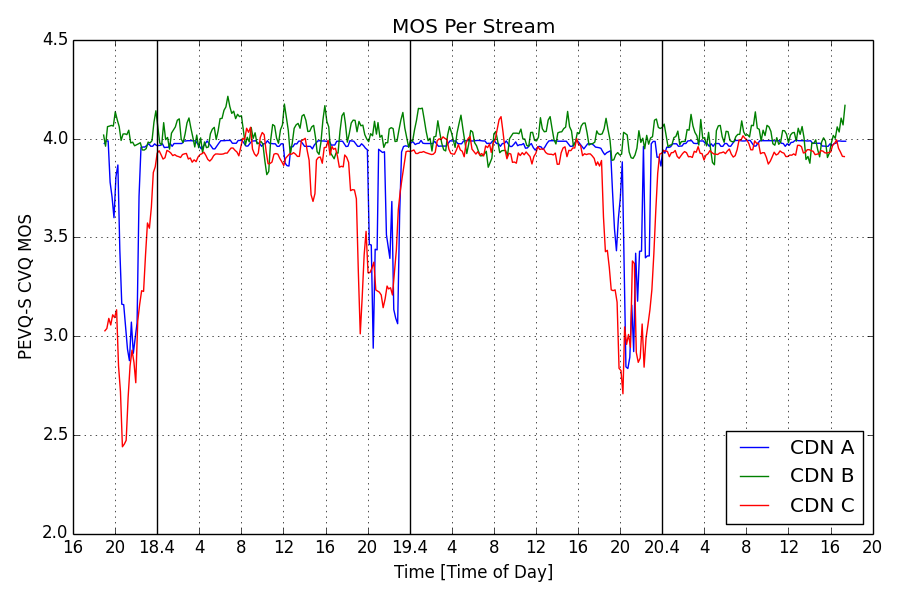 MOS Per Stream
4.5
4.0
3.5
3.0
2.5
2.0
PEVQ-S CVQ MOS
16 20 18.4 4 8 12 16 20 19.4 4 8 12 16 20 20.4 4 8 12 16 20
Time [Time of Day]
CDN A
CDN B
CDN C